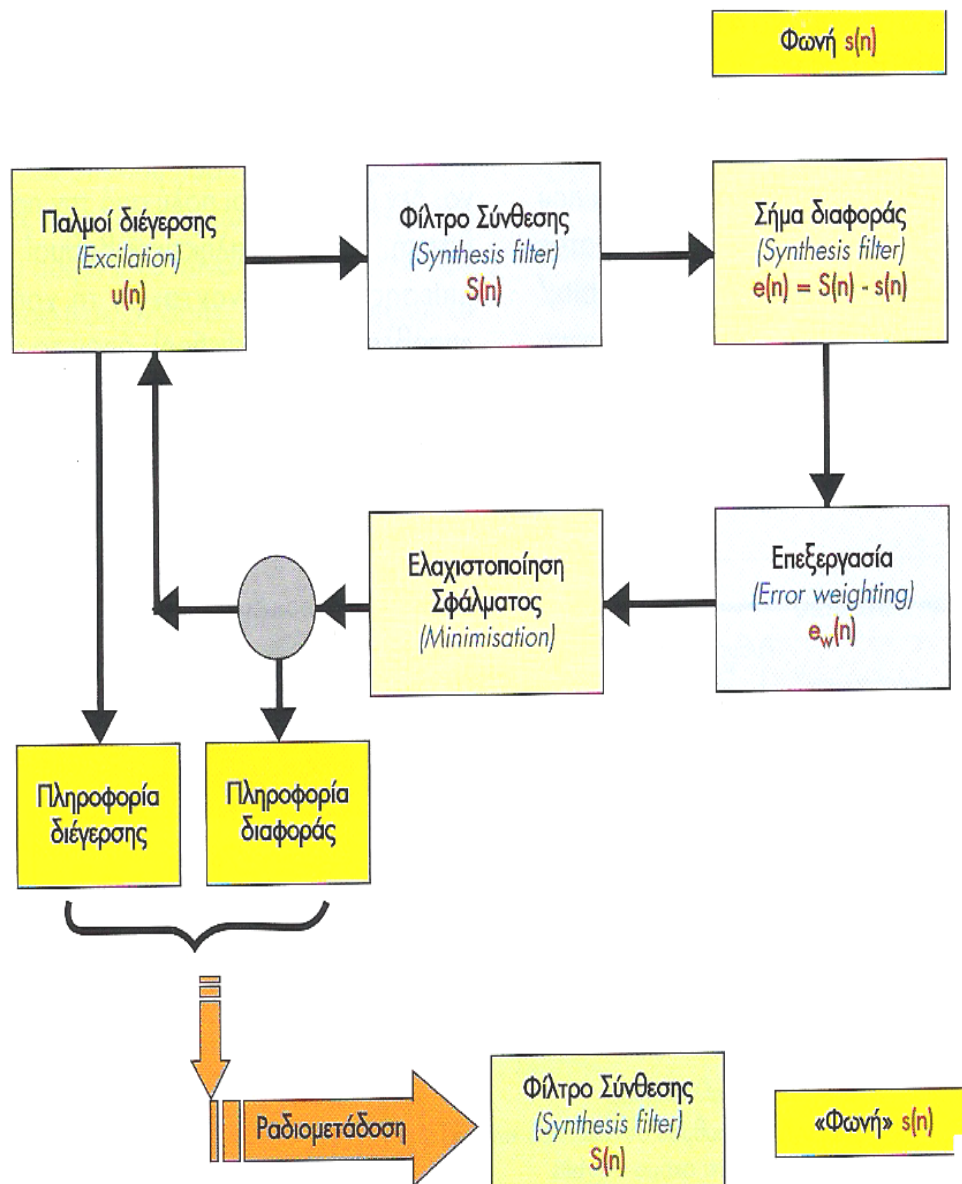 Φωνή s(n)
Παλμοί διέγερσης
(Excilation)
υ(n)
Φίλτρο Σύνθεσης
(Synthesis filter)
S(n)
Σήμα διαφοράς
(Synthesis filter)
e(n) = S(n) - s(n)
Ελαχιστοποίηση
Σφάλματος
(Minimisation)
Επεξεργασία
(Error weighting)
ew(n)
Πληροφορία
διέγερσης
Πληροφορία
διαφοράς
Ραδιομετάδοση
Φίλτρο Σύνθεσης
(Synthesis filter)
S(n)
«Φωνή» s(n)